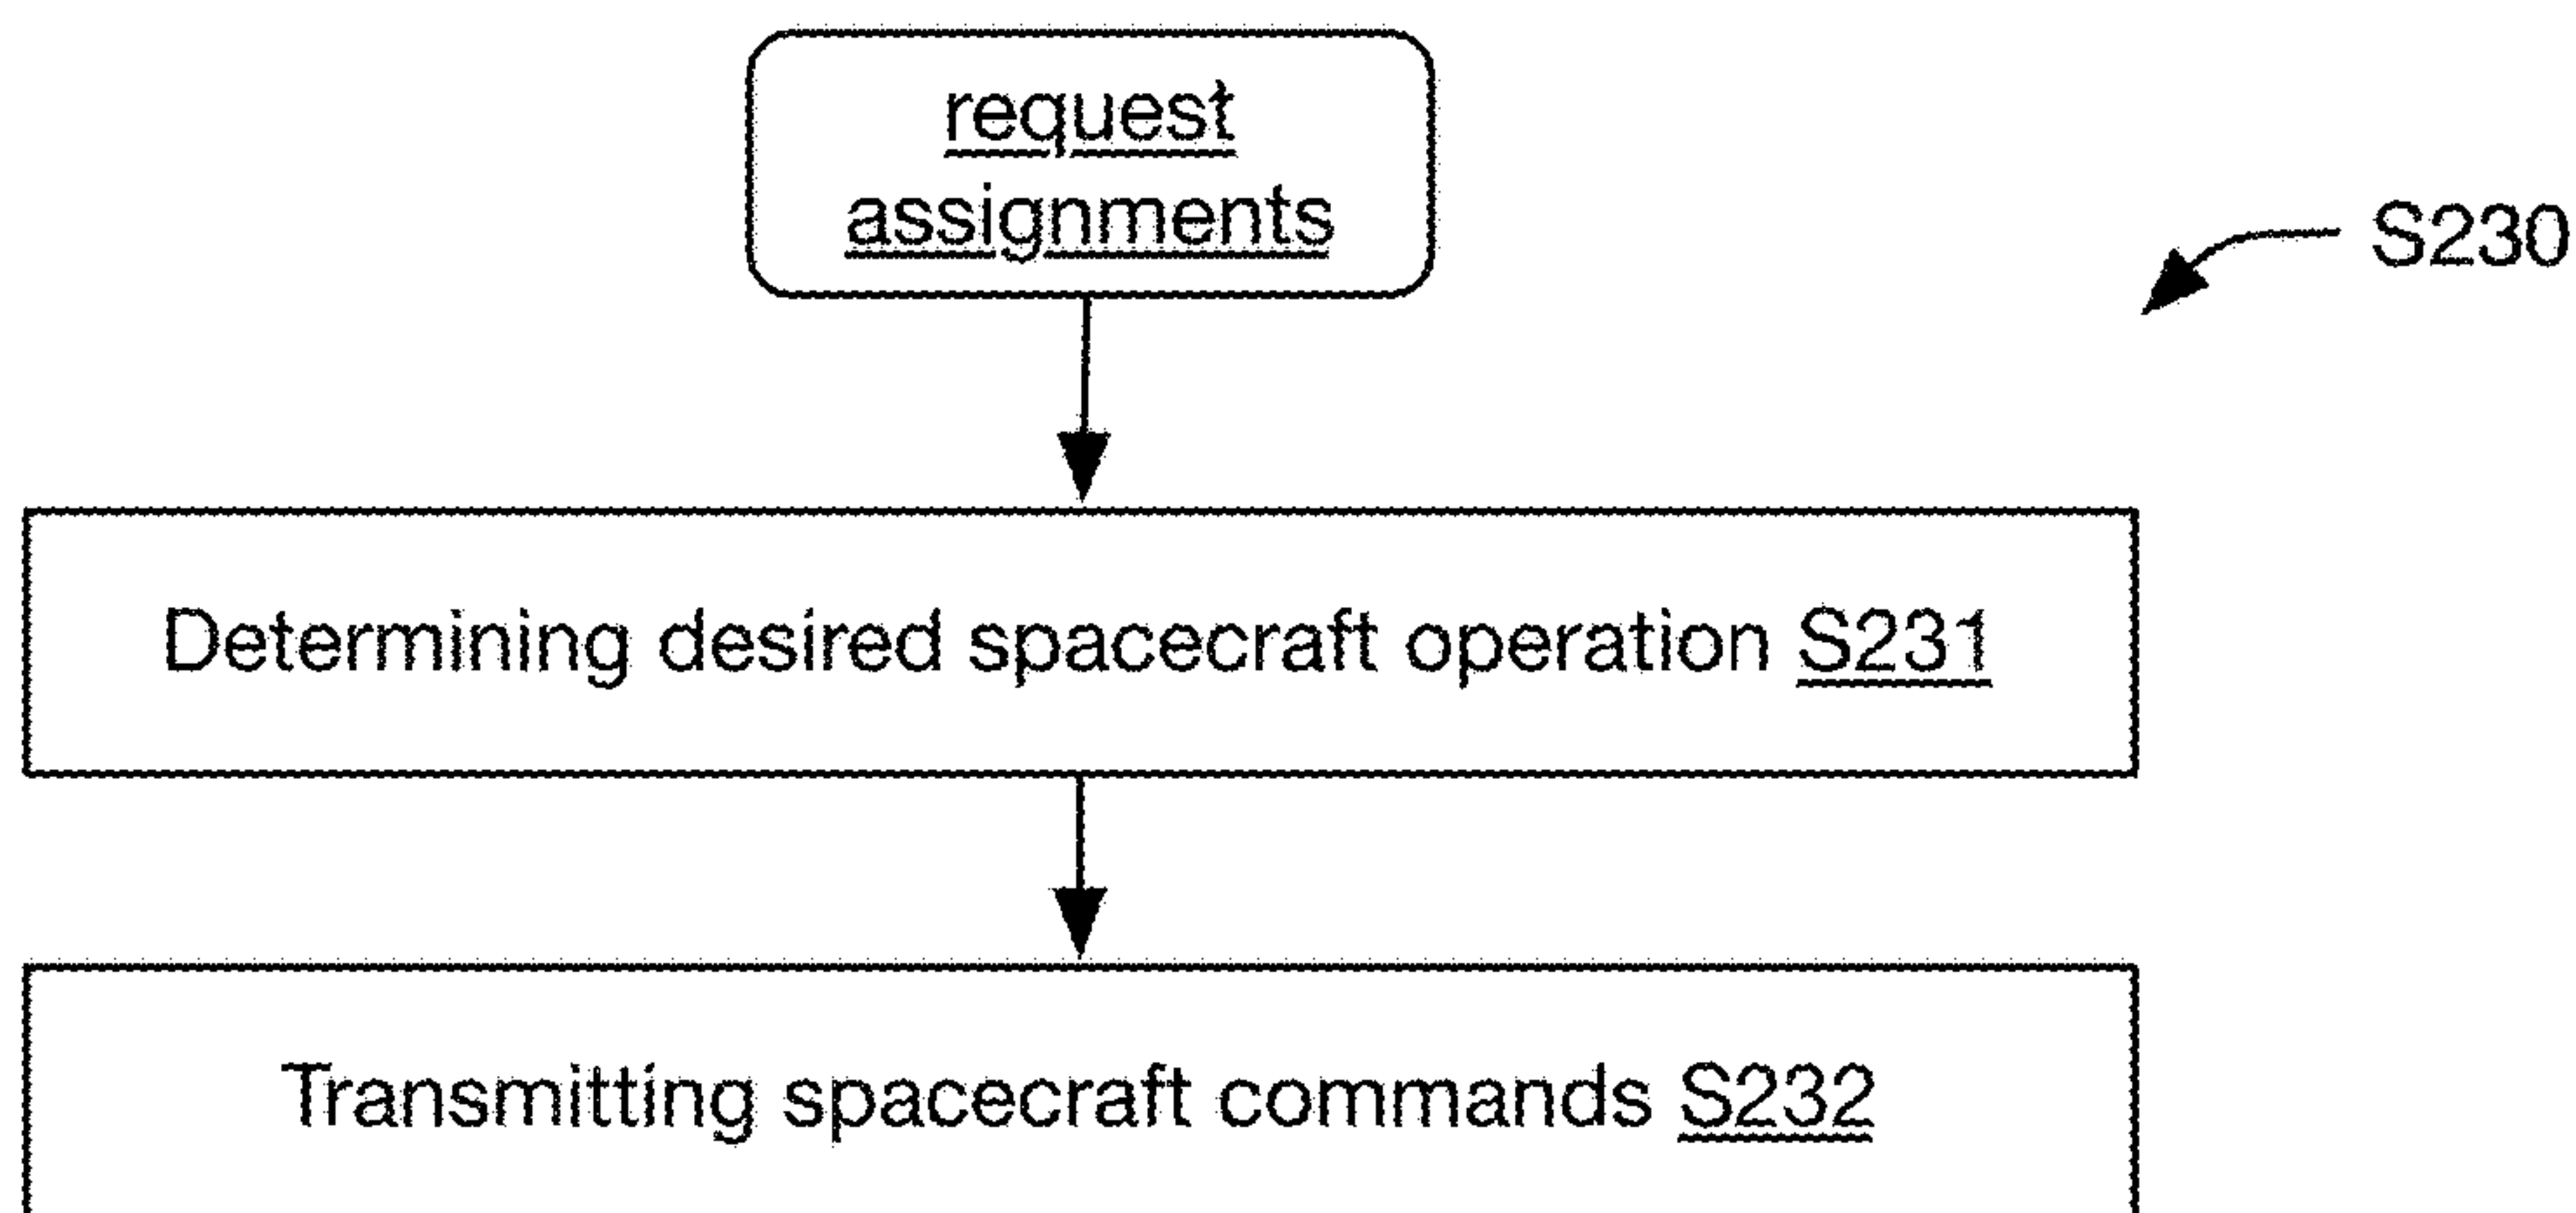 request
assignments
S230
Determining desired spacecraft operation S231
Transmitting spacecraft commands S232